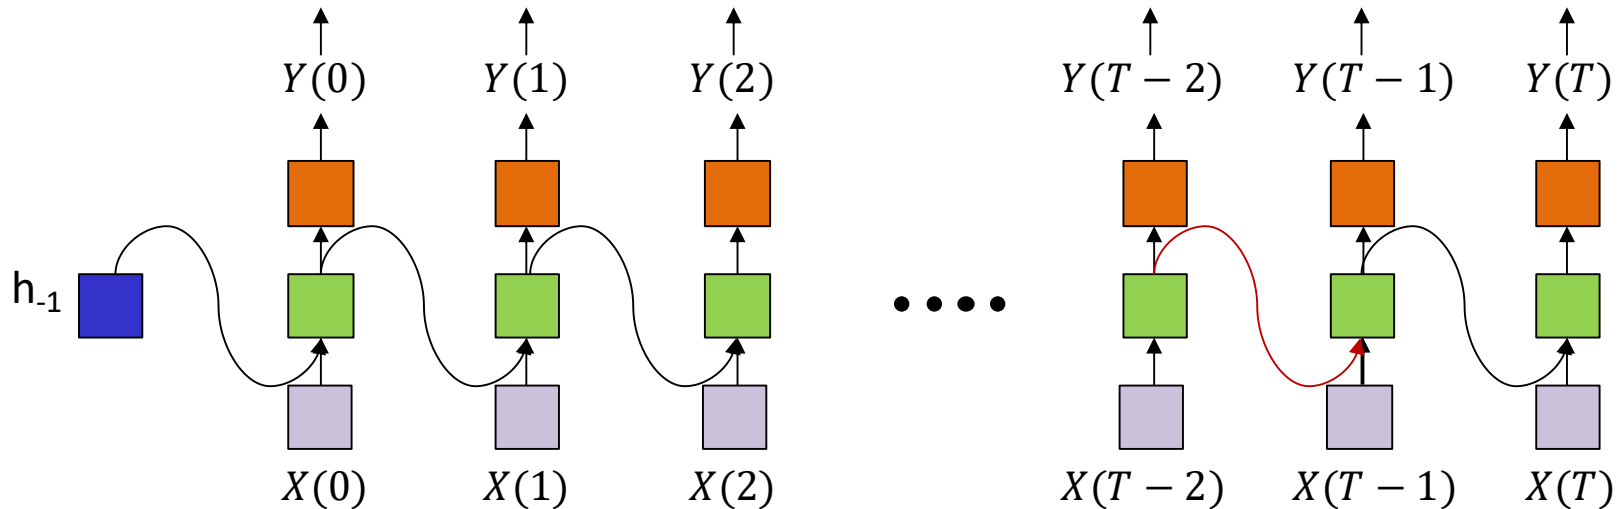 Y(0) Y(1) Y(2) Y(T − 2) Y(T − 1) Y(T)
h-1
X(0) X(1) X(2) X(T − 2) X(T − 1) X(T)